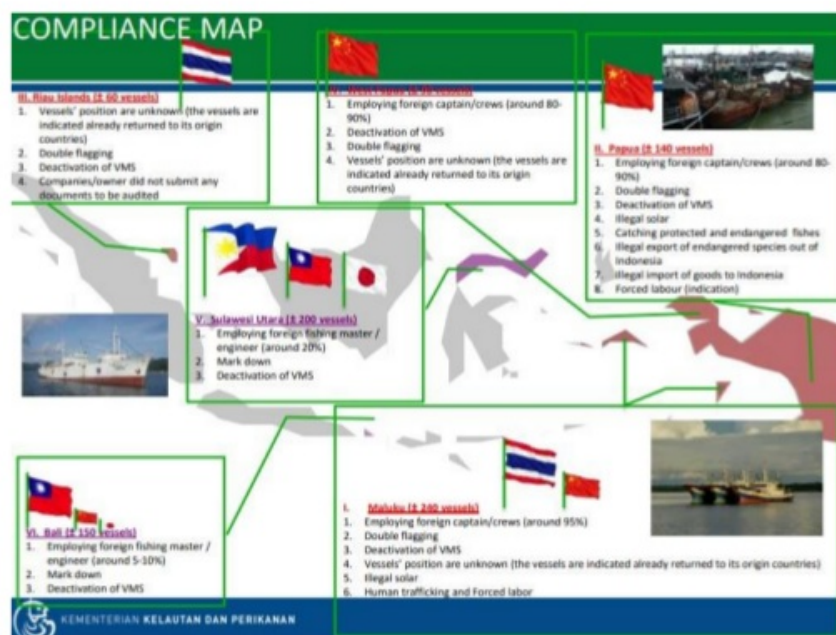 COMPLIANCE MAP
III. Riau Islands (± 60 vessels)
1. Vessels' position are unknown (the vessels are
indicated already returned to its origin
countries)
2. Double flagging
3. Deactivation of VMS
4. Companies/owner did not submit any
documents to be audited
1. Employing foreign captain/crews (around 80-
90%)
2. Deactivation of VMS
3. Double flagging
4. Vessels' position are unknown (the vessels are
indicated already returned to its origin
countries)
II. Papua (± 140 vessels)
1. Employing foreign captain/crews (around 80-
90%)
2. Double flagging
3. Deactivation of VMS
4. Illegal solar
5. Catching protected and endangered fishes
6. Illegal export of endangered species out of
Indonesia
7. Illegal import of goods to Indonesia
8. Forced labour (indication)
V. Sulawesi Utara (± 200 vessels)
1. Employing foreign fishing master /
engineer (around 20%)
2. Mark down
3. Deactivation of VMS
VI. Bali (± 150 vessels)
1. Employing foreign fishing master /
engineer (around 5-10%)
2. Mark down
3. Deactivation of VMS
I. Maluku (± 240 vessels)
1. Employing foreign captain/crews (around 95%)
2. Double flagging
3. Deactivation of VMS
4. Vessels' position are unknown (the vessels are indicated already returned to its origin countries)
5. Illegal solar
6. Human trafficking and Forced labor
KEMENTERIAN KELAUTAN DAN PERIKANAN